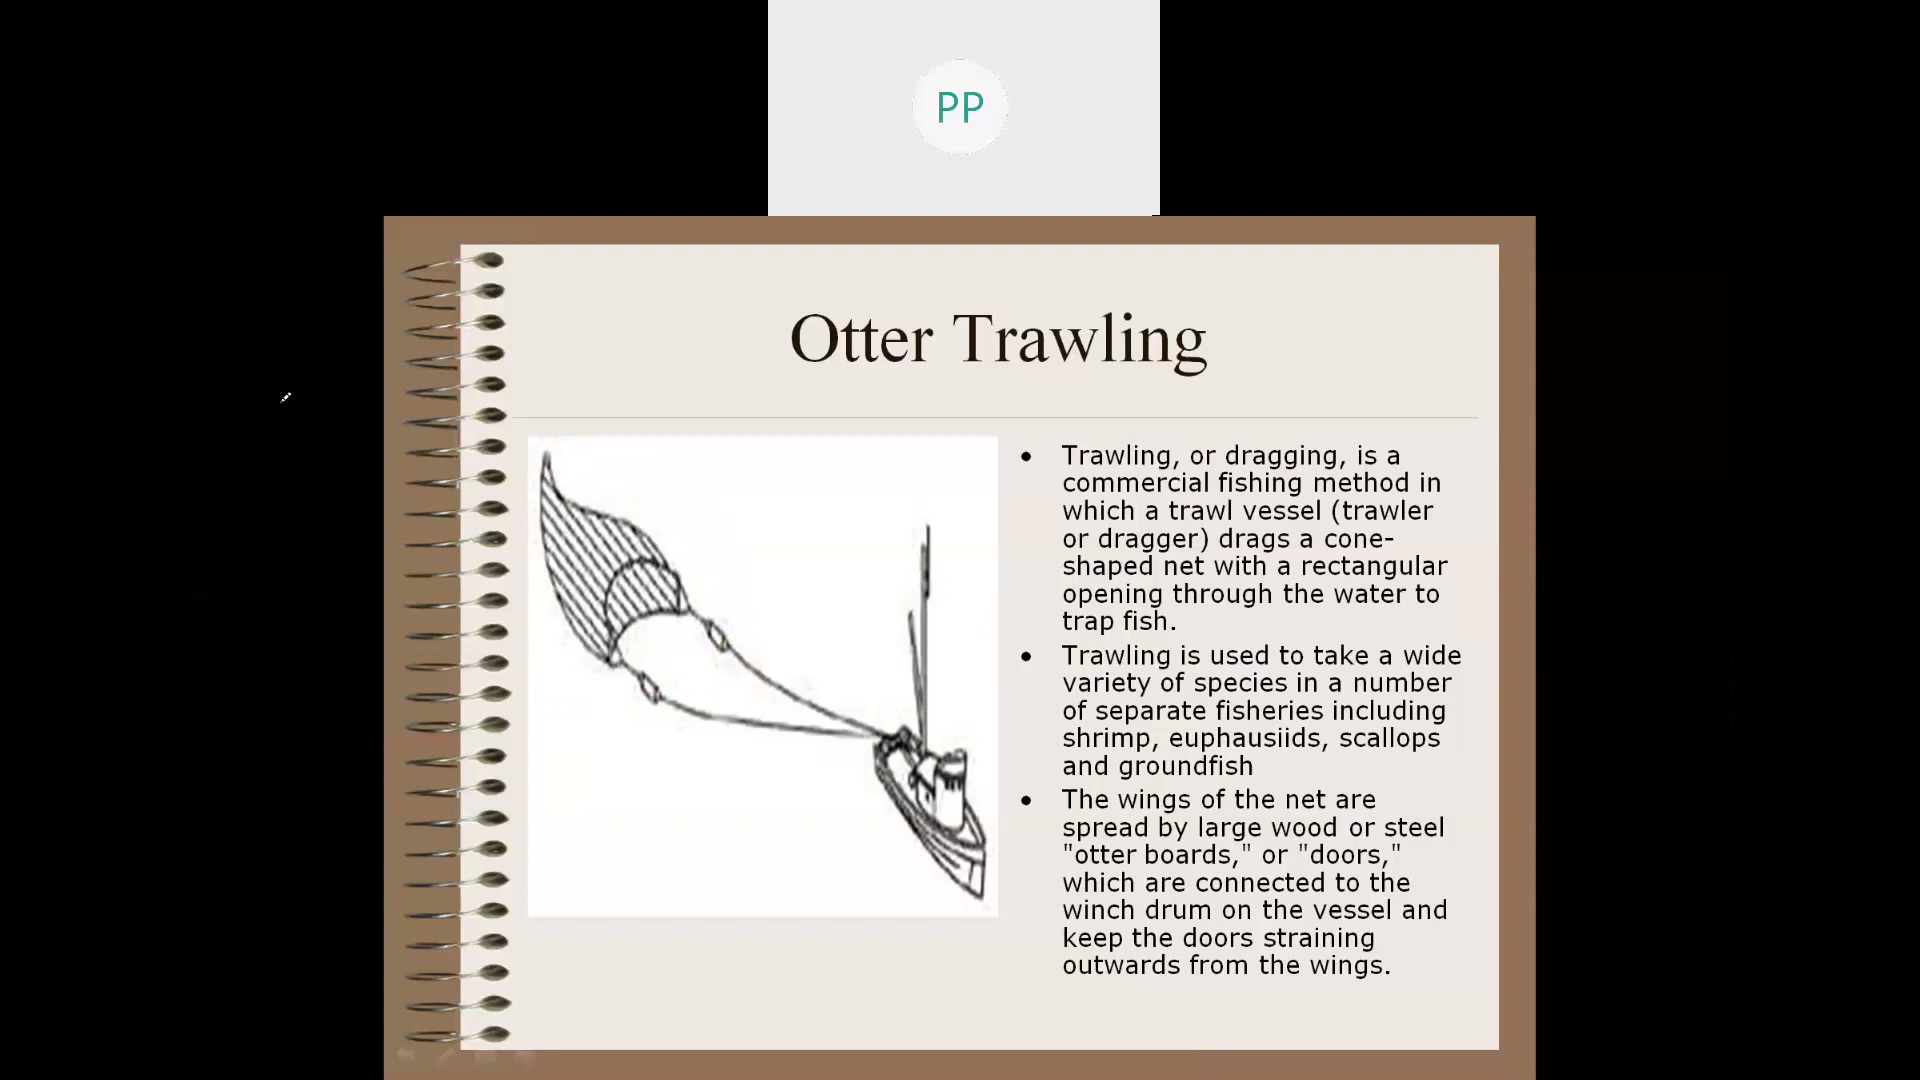 PP
Otter Trawling
Trawling, or dragging, is a
commercial fishing method in
which a trawl vessel (trawler
or dragger) drags a cone-
shaped net with a rectangular
opening through the water to
trap fish.
Trawling is used to take a wide
variety of species in a number
of separate fisheries including
shrimp, euphausiids, scallops
and groundfish
The wings of the net are
spread by large wood or steel
"otter boards," or "doors,"
which are connected to the
winch drum on the vessel and
keep the doors straining
outwards from the wings.